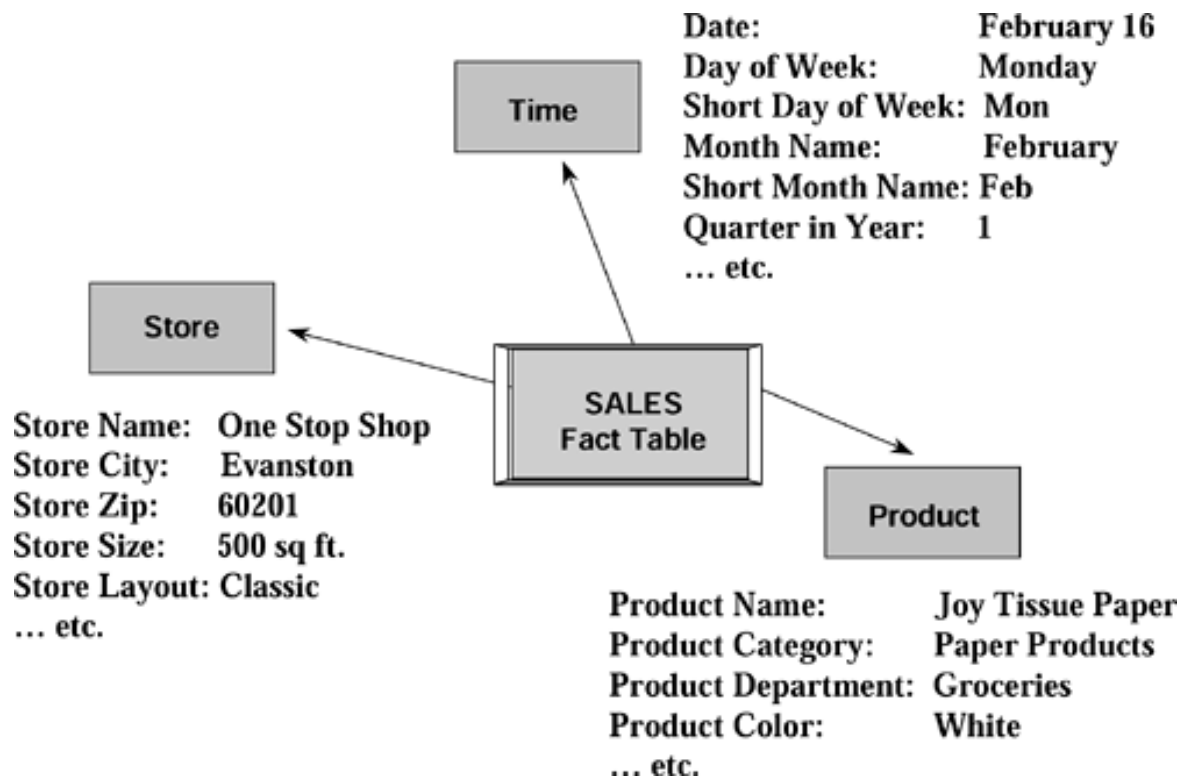 Date: February 16
Day of Week: Monday
Short Day of Week: Mon
Month Name: February
Short Month Name: Feb
Quarter in Year: 1
… etc.
Time
Store
Store Name: One Stop Shop
Store City: Evanston
Store Zip: 60201
Store Size: 500 sq ft.
Store Layout: Classic
… etc.
SALES
Fact Table
Product
Product Name: Joy Tissue Paper
Product Category: Paper Products
Product Department: Groceries
Product Color: White
… etc.